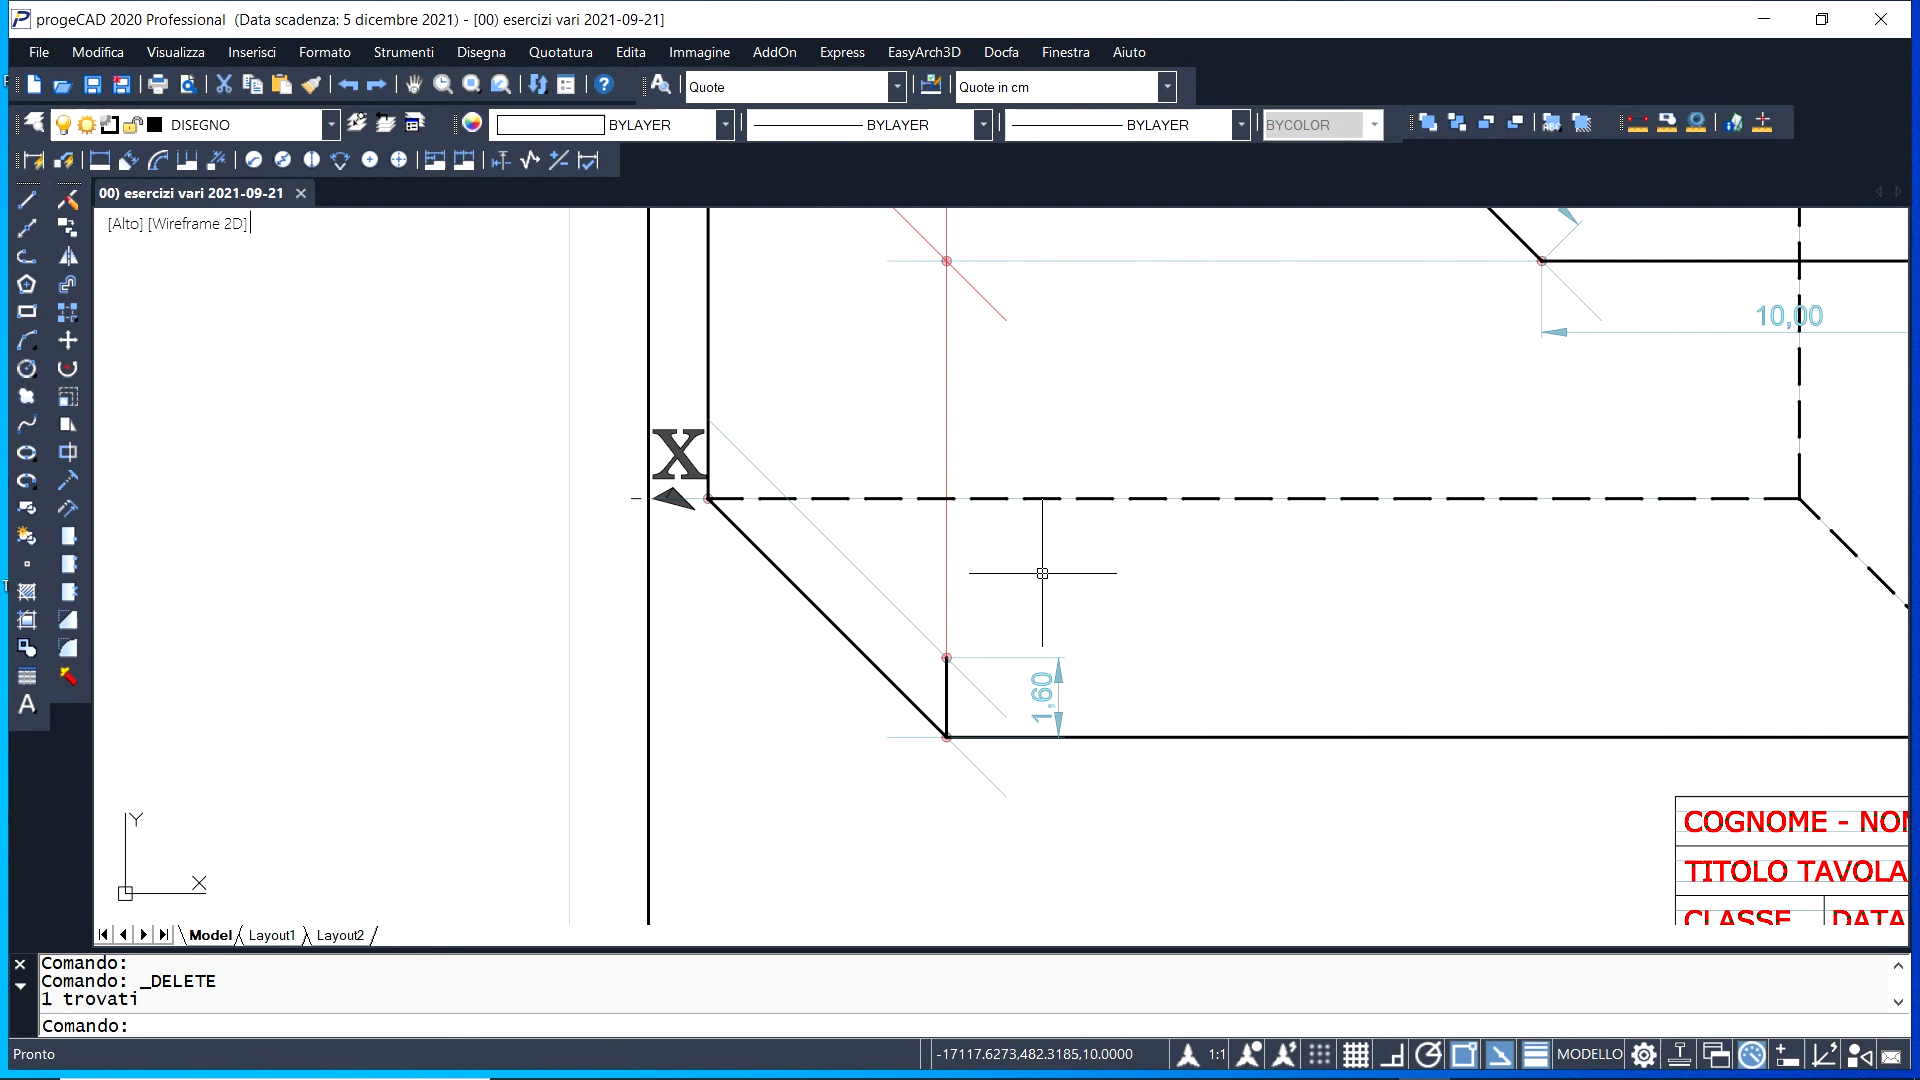 progeCAD 2020 Professional (Data scadenza: 5 dicembre 2021) - [00) esercizi vari 2021-09-21]
File Modifica Visualizza Inserisci Formato Strumenti Disegna Quotatura Edita Immagine AddOn Express EasyArch3D Docfa Finestra Aiuto
Quote Quote in cm
DISEGNO BYLAYER BYLAYER BYLAYER BYCOLOR
00) esercizi vari 2021-09-21
[Alto] [Wireframe 2D]
10,00
X
1,60
COGNOME - NO
TITOLO TAVOLA
CLASSE DATA
Y
X
A
Model Layout1 Layout2
Comando:
Comando: _DELETE
1 trovati
Comando:
Pronto -17117.6273,482.3185,10.0000 1:1 MODELLO